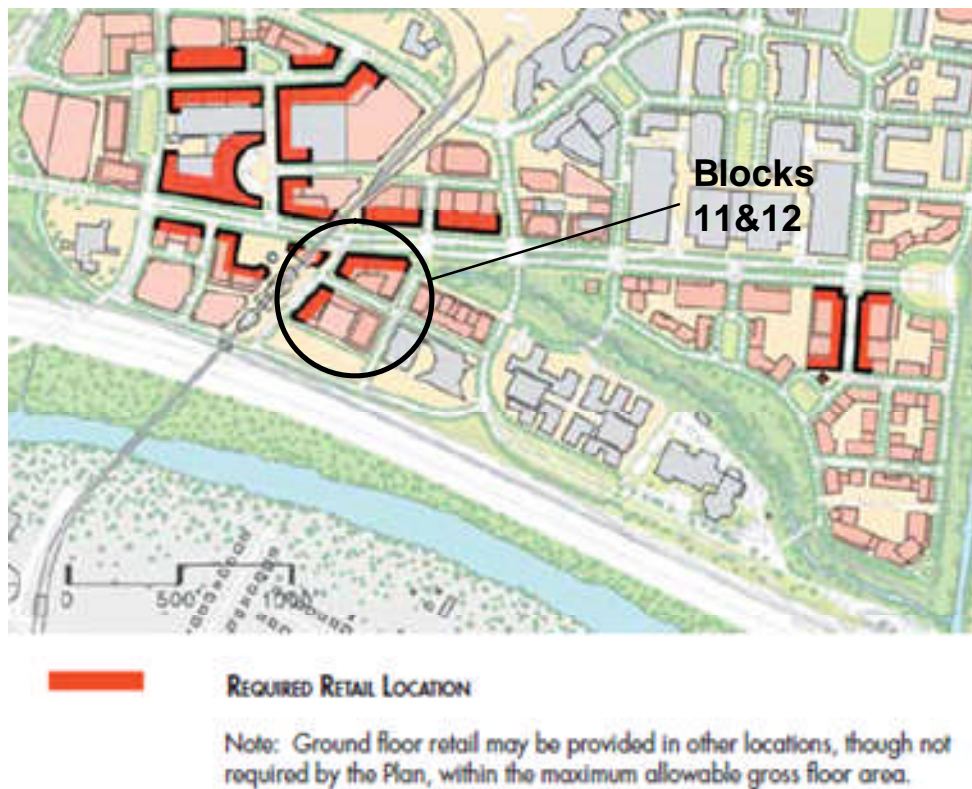 Blocks
11&12
0 500' 1000'
REQUIRED RETAIL LOCATION
Note: Ground floor retail may be provided in other locations, though not
required by the Plan, within the maximum allowable gross floor area.